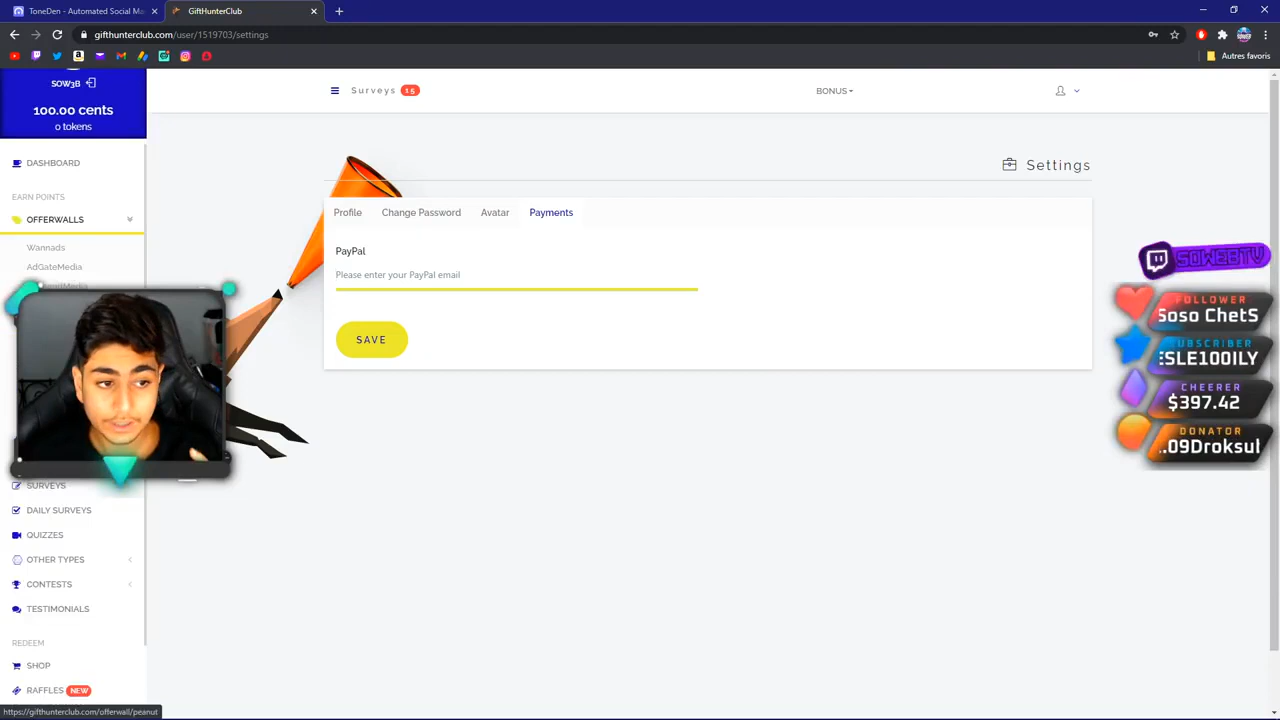 ToneDen - Automated Social Ma
GiftHunterClub
gifthunterclub.com/user/1519703/settings
Autres favoris
SOW3B
100.00 cents
0 tokens
Surveys 15
BONUS
DASHBOARD
Settings
EARN POINTS
OFFERWALLS
Profile
Change Password
Avatar
Payments
Wannads
AdGateMedia
PayPal
Please enter your PayPal email
SAVE
SOWEBTV
FOLLOWER
Soso ChetS
SUBSCRIBER
ESLE100ILY
CHEERER
$397.42
DONATOR
.09Droksul
SURVEYS
DAILY SURVEYS
QUIZZES
OTHER TYPES
CONTESTS
TESTIMONIALS
REDEEM
SHOP
RAFFLES NEW
https://gifthunterclub.com/offerwall/peanut